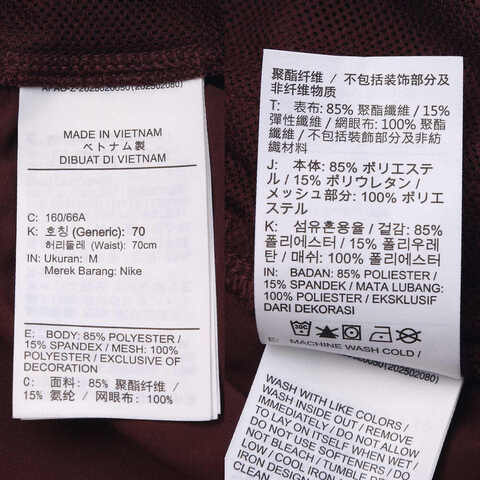 MADE IN VIETNAM
ベトナム製
DIBUAT DI VIETNAM
C: 160/66A
K: 호칭 (Generic): 70
허리둘레 (Waist): 70cm
IN: Ukuran: M
Merek Barang: Nike
E: BODY: 85% POLYESTER /
15% SPANDEX / MESH: 100%
POLYESTER / EXCLUSIVE OF
DECORATION
C: 面料: 85% 聚酯纤维 /
15% 氨纶 / 网眼布: 100%
聚酯纤维 / 不包括装饰部分及
非纤维物质
T: 表布: 85% 聚酯纖維 / 15%
彈性纖維 / 網眼布: 100% 聚酯
纖維 / 不包括裝飾部分及非紡
織材料
J: 本体: 85% ポリエステ
ル / 15% ポリウレタン /
メッシュ部分: 100% ポリエ
ステル
K: 섬유혼용율 / 겉감: 85%
폴리에스터 / 15% 폴리우레
탄 / 매쉬: 100% 폴리에스터
IN: BADAN: 85% POLIESTER /
15% SPANDEK / MATA LUBANG:
100% POLIESTER / EKSKLUSIF
DARI DEKORASI
E: MACHINE WASH COLD /
WASH WITH LIKE COLORS /
WASH INSIDE OUT / REMOVE
IMMEDIATELY / DO NOT ALLOW
TO LAY ON ITSELF WHEN WET /
DO NOT USE SOFTENERS / DO
NOT BLEACH / TUMBLE DRY
LOW / COOL IRON
CLEAN / DO NOT IRON
DESIGN